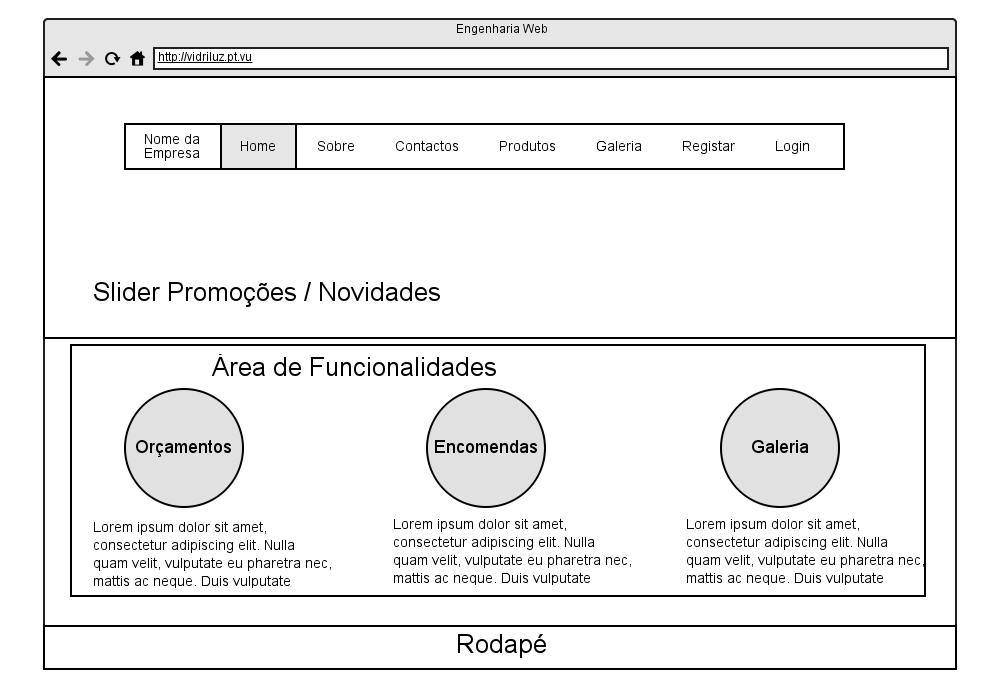 Engenharia Web
http://vidriluz.pt.vu
Nome da
Empresa
Home
Sobre
Contactos
Produtos
Galeria
Registar
Login
Slider Promoções / Novidades
Área de Funcionalidades
Orçamentos
Lorem ipsum dolor sit amet,
consectetur adipiscing elit. Nulla
quam velit, vulputate eu pharetra nec,
mattis ac neque. Duis vulputate
Encomendas
Lorem ipsum dolor sit amet,
consectetur adipiscing elit. Nulla
quam velit, vulputate eu pharetra nec,
mattis ac neque. Duis vulputate
Galeria
Lorem ipsum dolor sit amet,
consectetur adipiscing elit. Nulla
quam velit, vulputate eu pharetra nec,
mattis ac neque. Duis vulputate
Rodapé